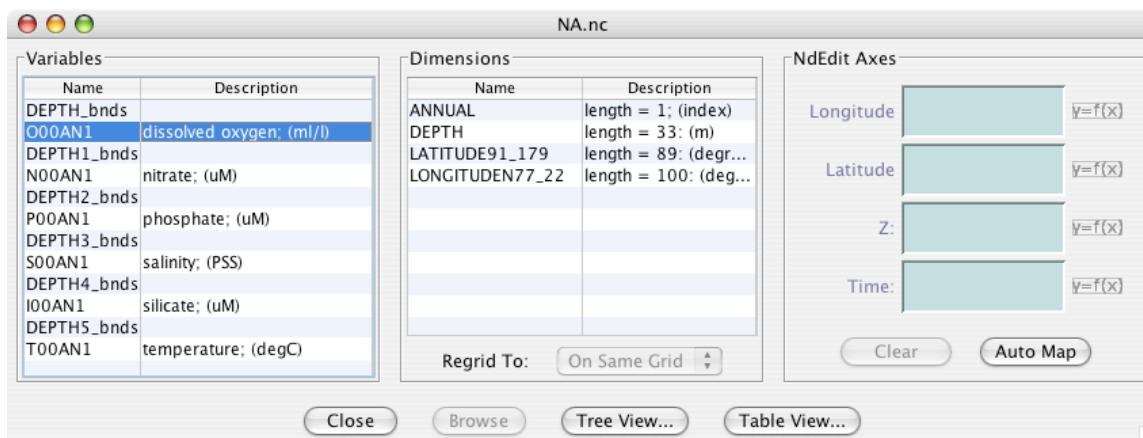 NA.nc
Variables
Name Description
DEPTH_bnds
O00AN1 dissolved oxygen; (ml/l)
DEPTH1_bnds
N00AN1 nitrate; (uM)
DEPTH2_bnds
P00AN1 phosphate; (uM)
DEPTH3_bnds
S00AN1 salinity; (PSS)
DEPTH4_bnds
I00AN1 silicate; (uM)
DEPTH5_bnds
T00AN1 temperature; (degC)
Dimensions
Name Description
ANNUAL length = 1; (index)
DEPTH length = 33: (m)
LATITUDE91_179 length = 89: (degr...
LONGITUDEN77_22 length = 100: (deg...
Regrid To: On Same Grid
NdEdit Axes
Longitude y=f(x)
Latitude y=f(x)
Z: y=f(x)
Time: y=f(x)
Clear Auto Map
Close Browse Tree View... Table View...